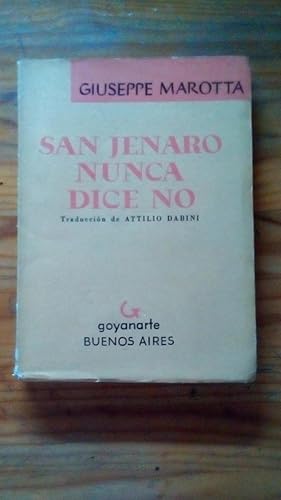 GIUSEPPE MAROTTA
SAN JENARO
NUNCA
DICE NO
Traducción de ATTILIO DABINI
G
goyanarte
BUENOS AIRES